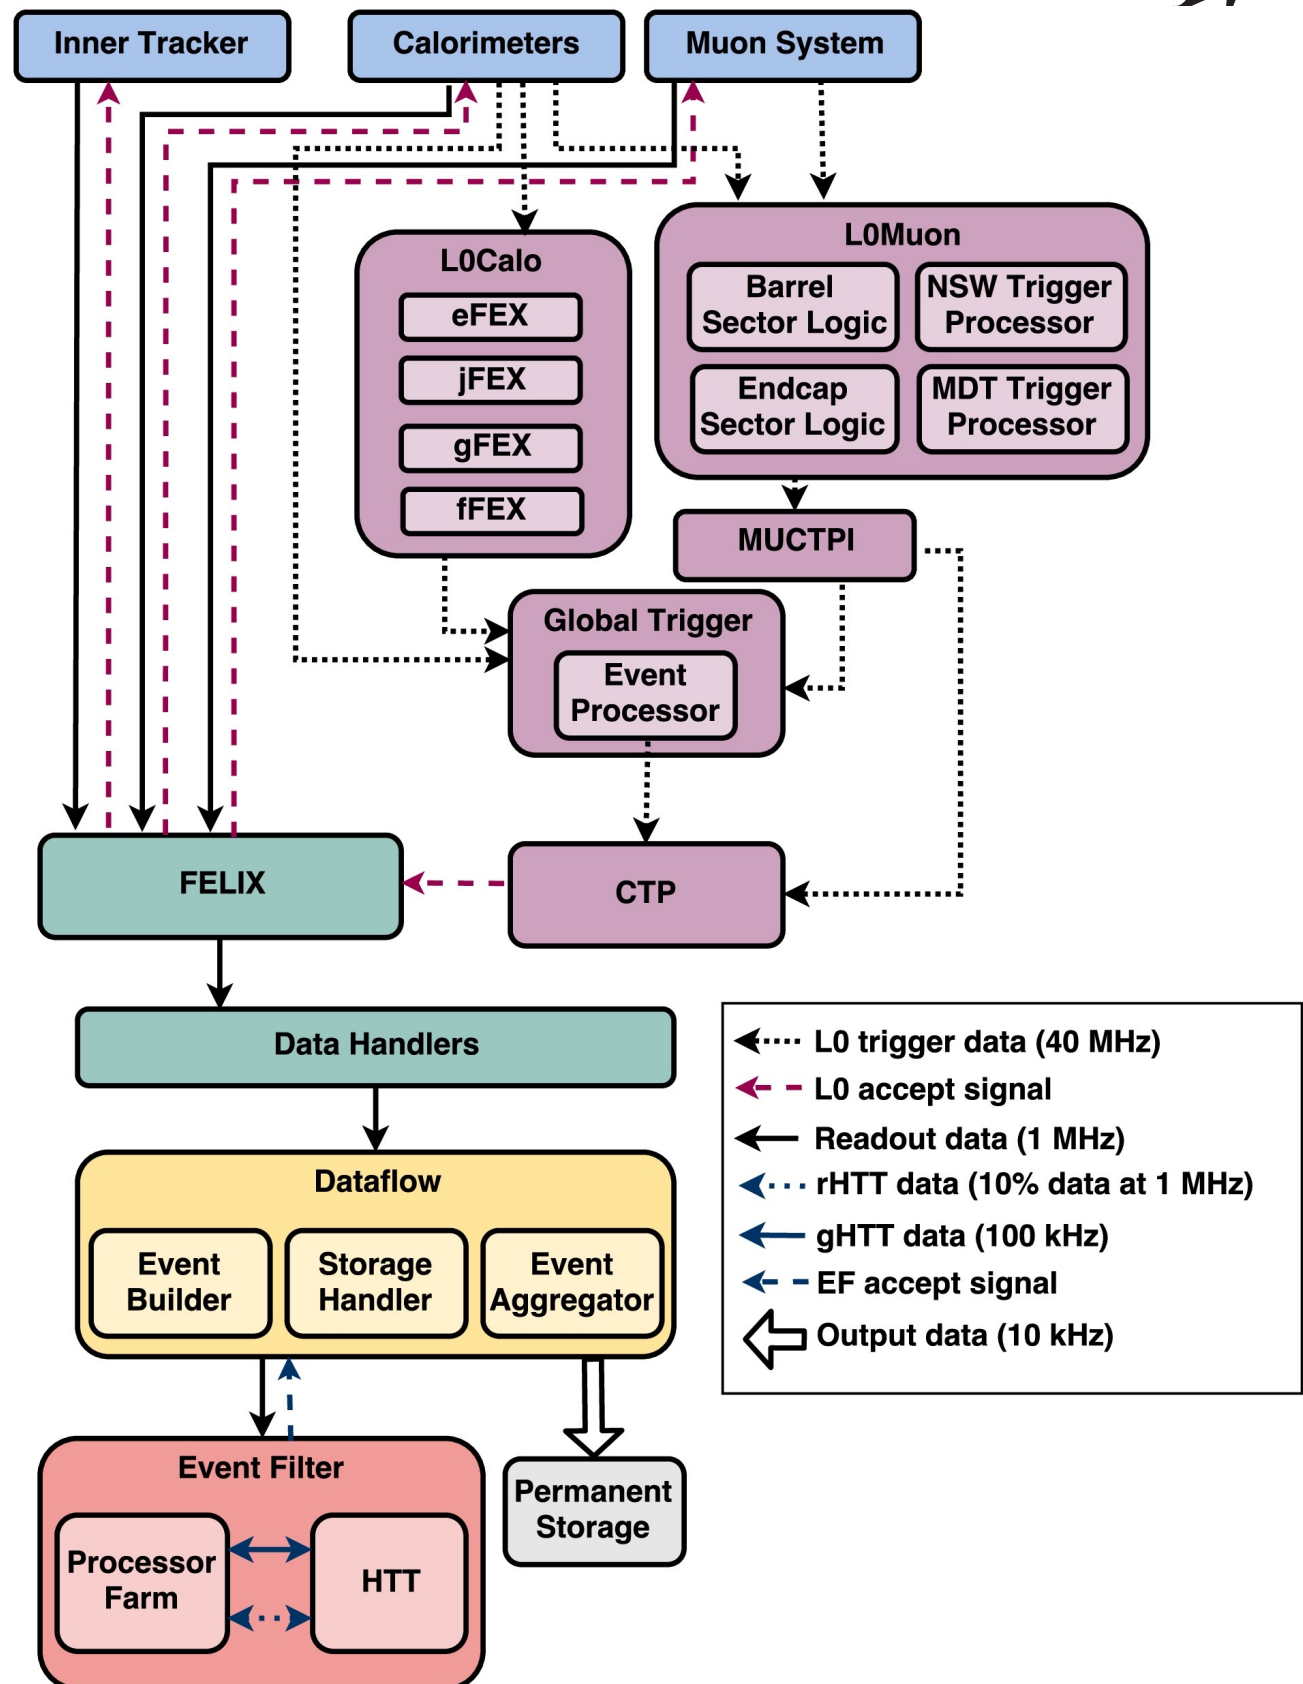 Inner Tracker
Calorimeters
Muon System
L0Calo
eFEX
jFEX
gFEX
fFEX
L0Muon
Barrel
Sector Logic
NSW Trigger
Processor
Endcap
Sector Logic
MDT Trigger
Processor
MUCTPI
Global Trigger
Event
Processor
FELIX
CTP
Data Handlers
Dataflow
Event
Builder
Storage
Handler
Event
Aggregator
Event Filter
Processor
Farm
HTT
Permanent
Storage
L0 trigger data (40 MHz)
L0 accept signal
Readout data (1 MHz)
rHTT data (10% data at 1 MHz)
gHTT data (100 kHz)
EF accept signal
Output data (10 kHz)